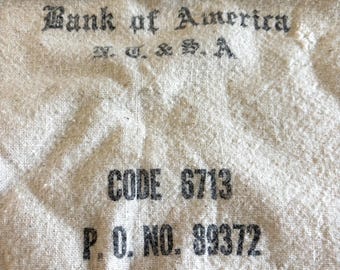 Bank of America
N. T. & S. A
CODE 6713
P. O. NO. 89372